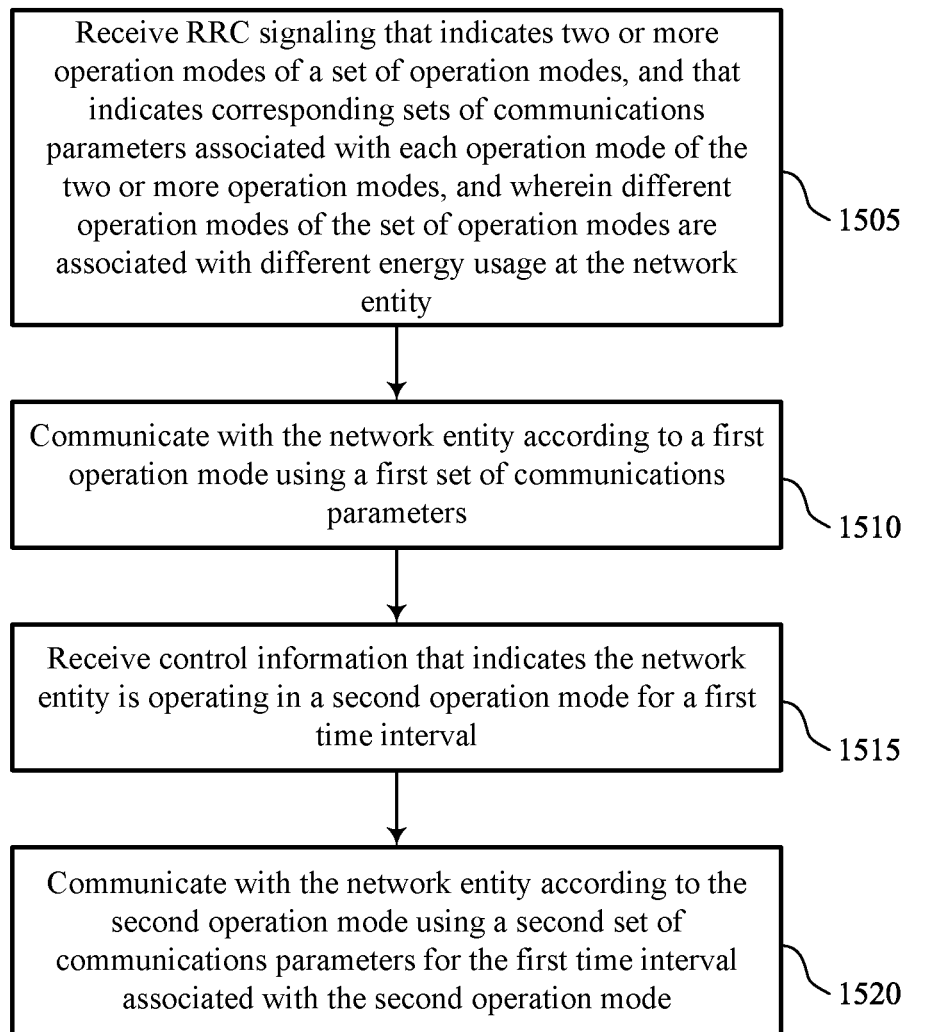 Receive RRC signaling that indicates two or more
operation modes of a set of operation modes, and that
indicates corresponding sets of communications
parameters associated with each operation mode of the
two or more operation modes, and wherein different
operation modes of the set of operation modes are
associated with different energy usage at the network
entity
1505
Communicate with the network entity according to a first
operation mode using a first set of communications
parameters
1510
Receive control information that indicates the network
entity is operating in a second operation mode for a first
time interval
1515
Communicate with the network entity according to the
second operation mode using a second set of
communications parameters for the first time interval
associated with the second operation mode
1520